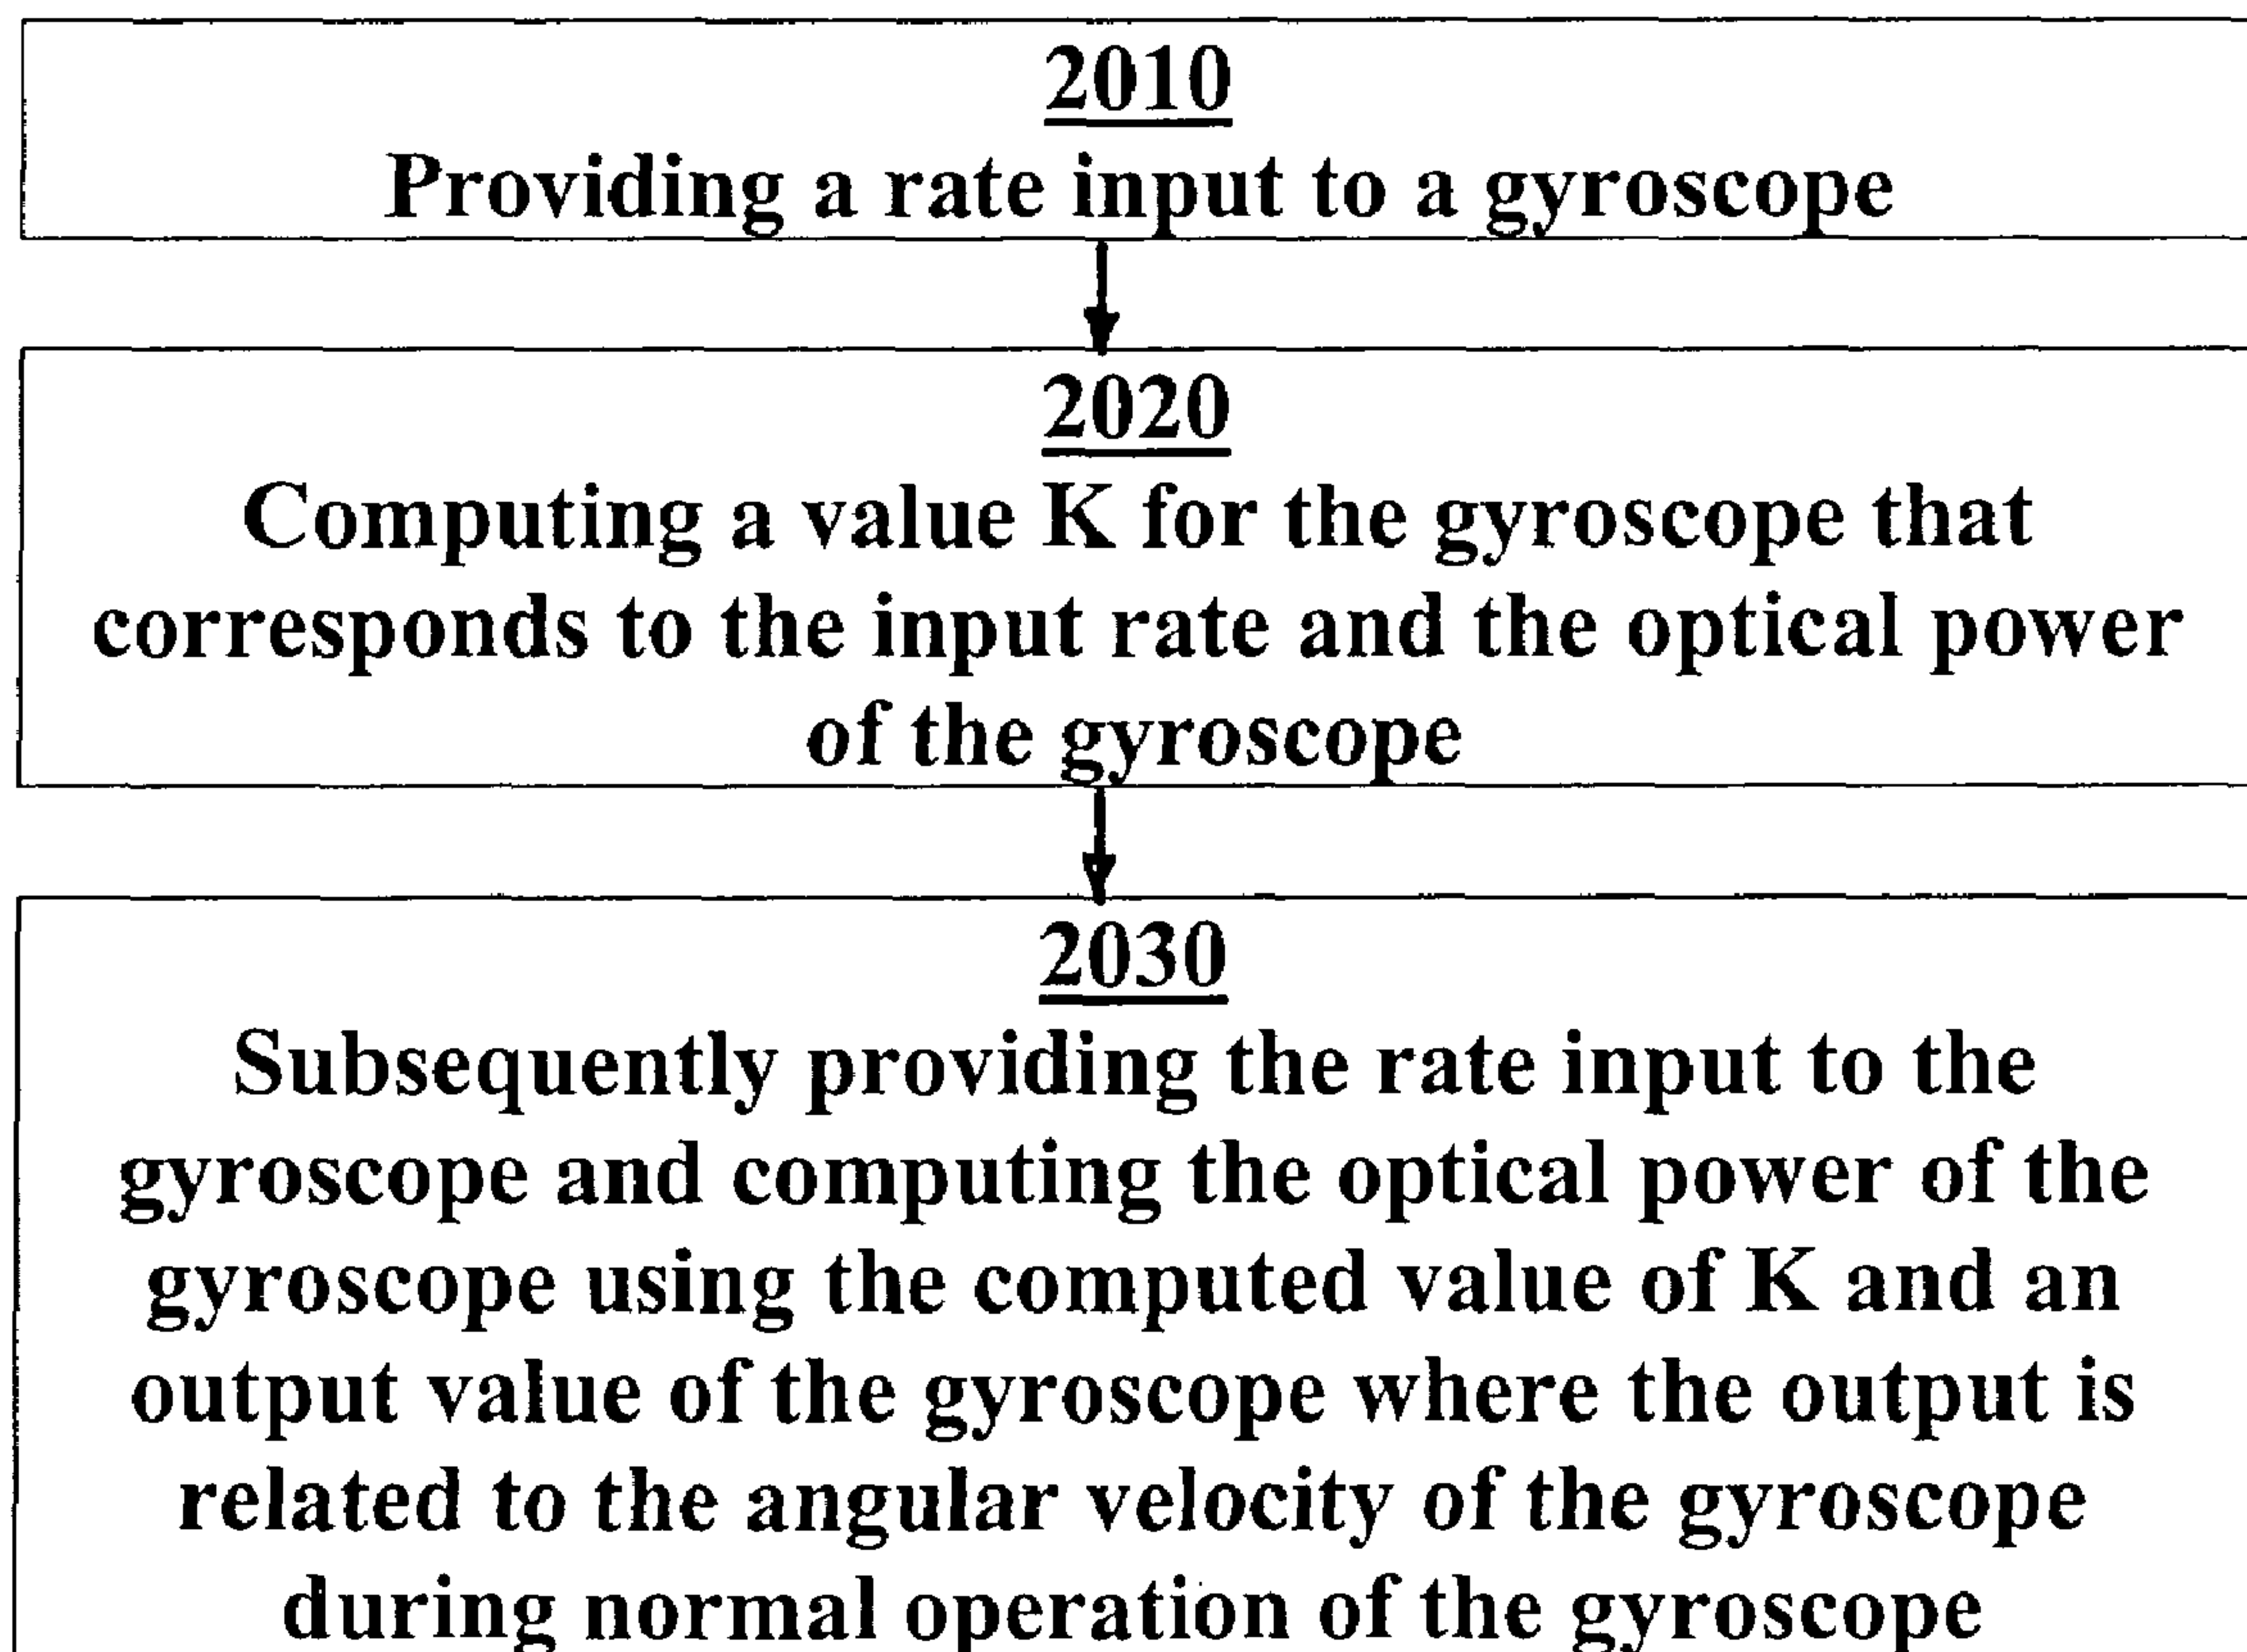 2010
Providing a rate input to a gyroscope
2020
Computing a value K for the gyroscope that
corresponds to the input rate and the optical power
of the gyroscope
2030
Subsequently providing the rate input to the
gyroscope and computing the optical power of the
gyroscope using the computed value of K and an
output value of the gyroscope where the output is
related to the angular velocity of the gyroscope
during normal operation of the gyroscope